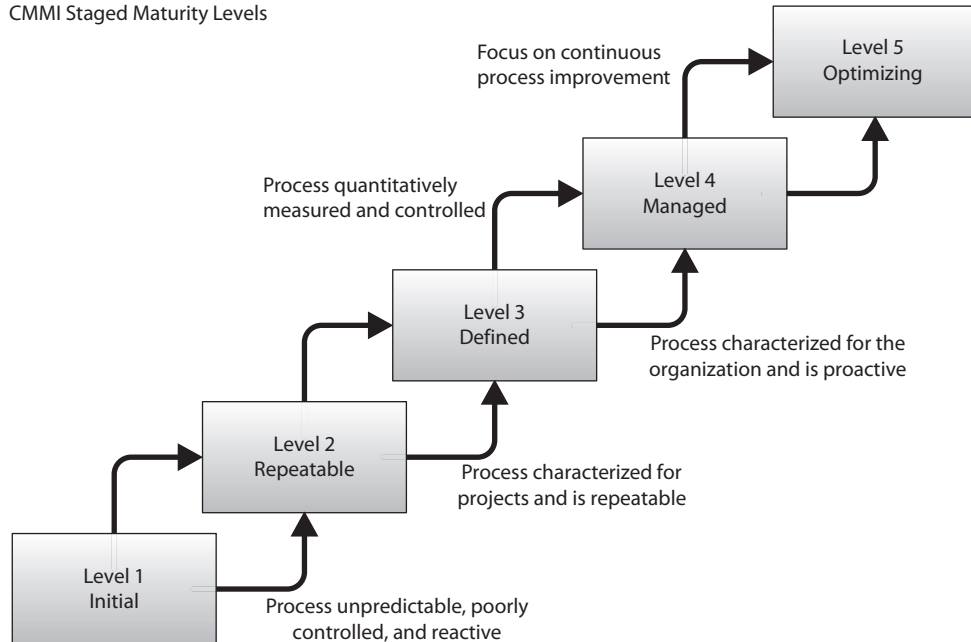 CMMI Staged Maturity Levels
Level 5
Optimizing
Focus on continuous
process improvement
Level 4
Managed
Process quantitatively
measured and controlled
Level 3
Defined
Process characterized for the
organization and is proactive
Level 2
Repeatable
Process characterized for
projects and is repeatable
Level 1
Initial
Process unpredictable, poorly
controlled, and reactive